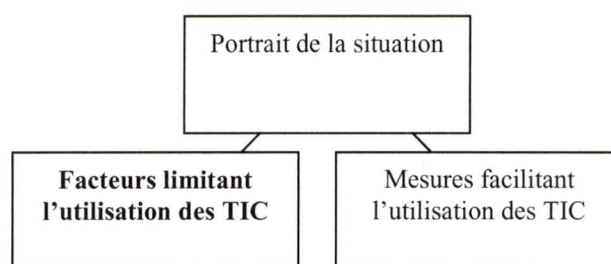 Portrait de la situation
Facteurs limitant
l'utilisation des TIC
Mesures facilitant
l'utilisation des TIC